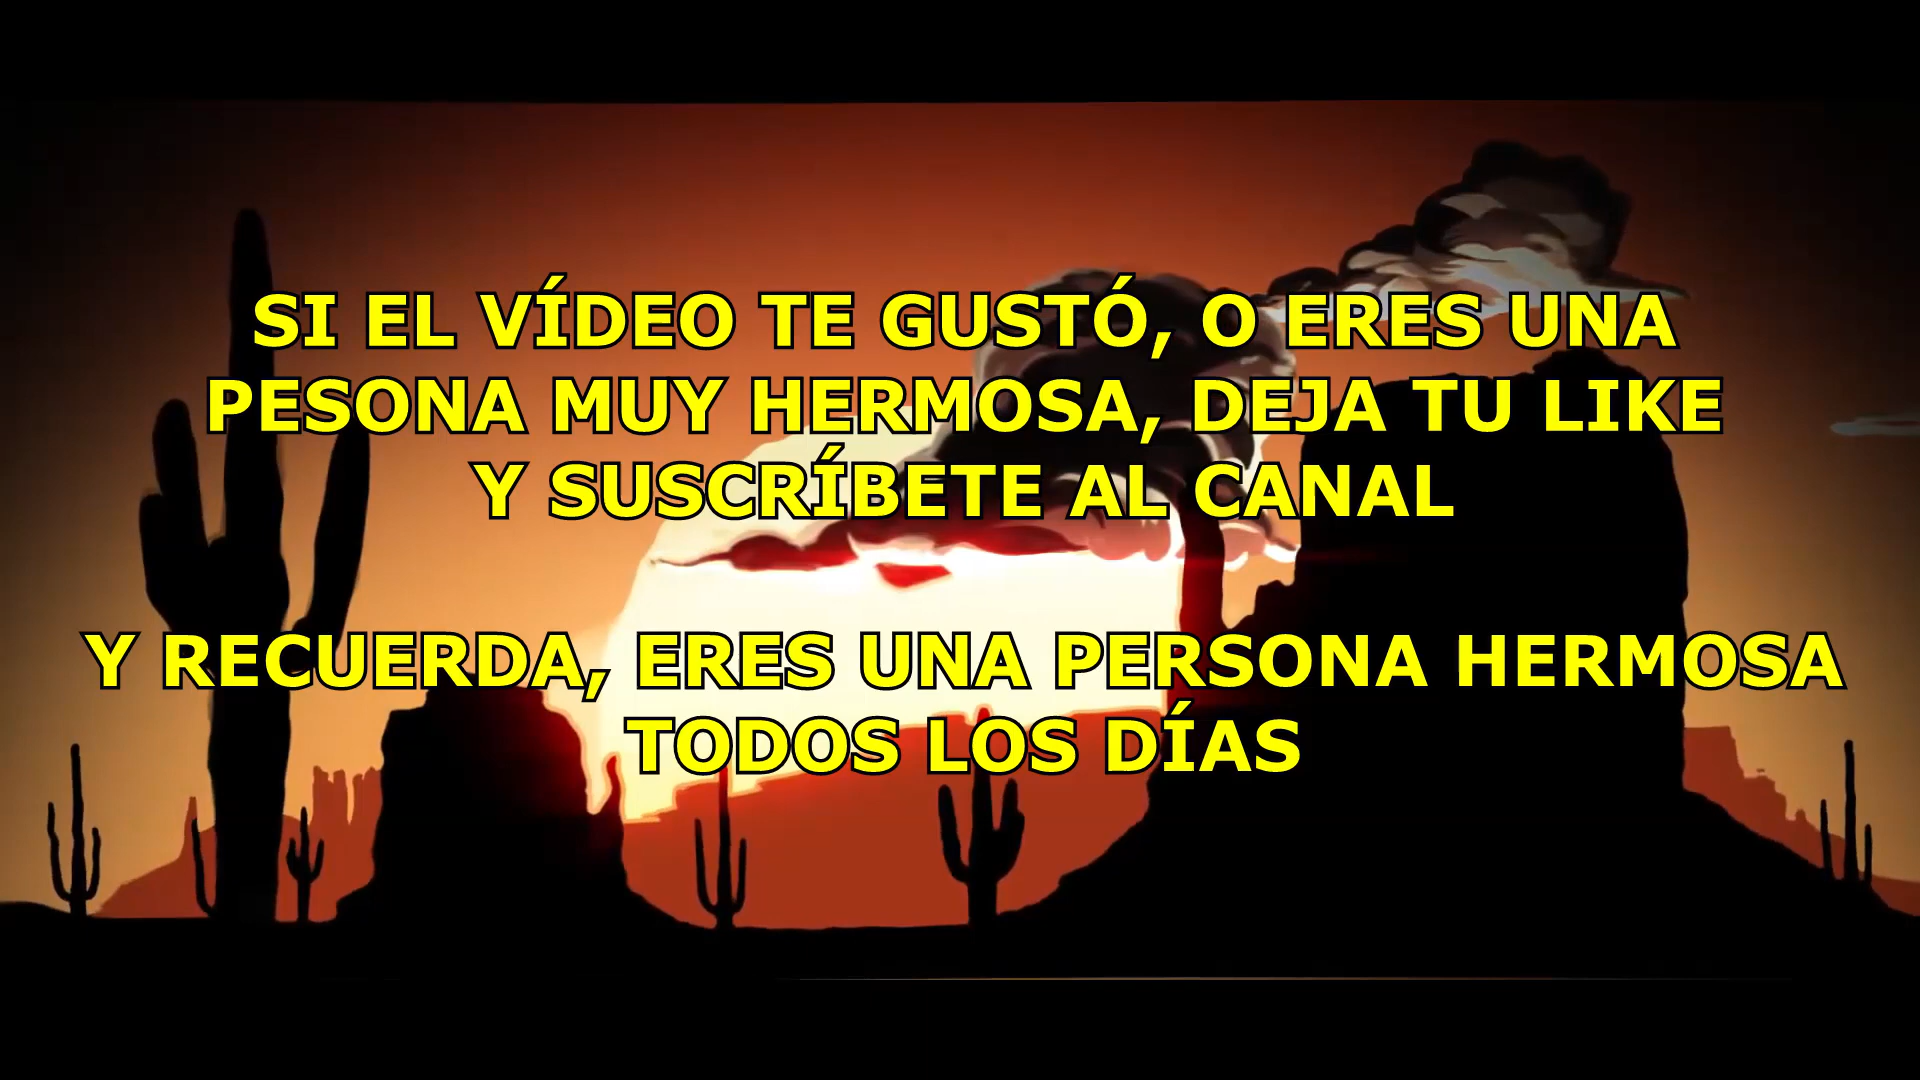 SI EL VÍDEO TE GUSTÓ, O ERES UNA
PESONA MUY HERMOSA, DEJA TU LIKE
Y SUSCRÍBETE AL CANAL
Y RECUERDA, ERES UNA PERSONA HERMOSA
TODOS LOS DÍAS